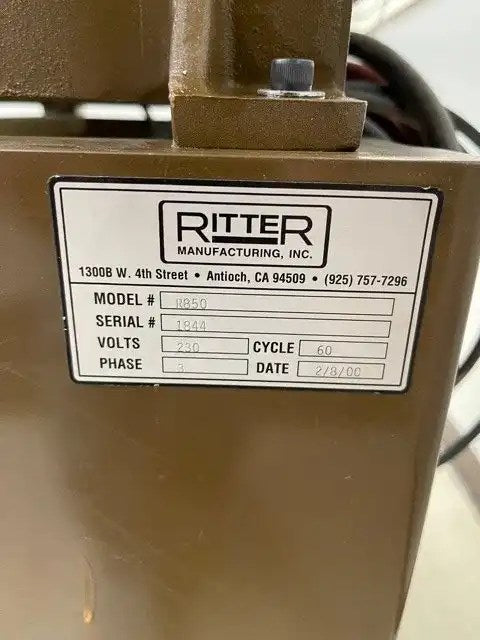 RITTER
MANUFACTURING, INC.
1300B W. 4th Street • Antioch, CA 94509 • (925) 757-7296
MODEL # R850
SERIAL # 1844
VOLTS 230 CYCLE 60
PHASE 3 DATE 2/8/00